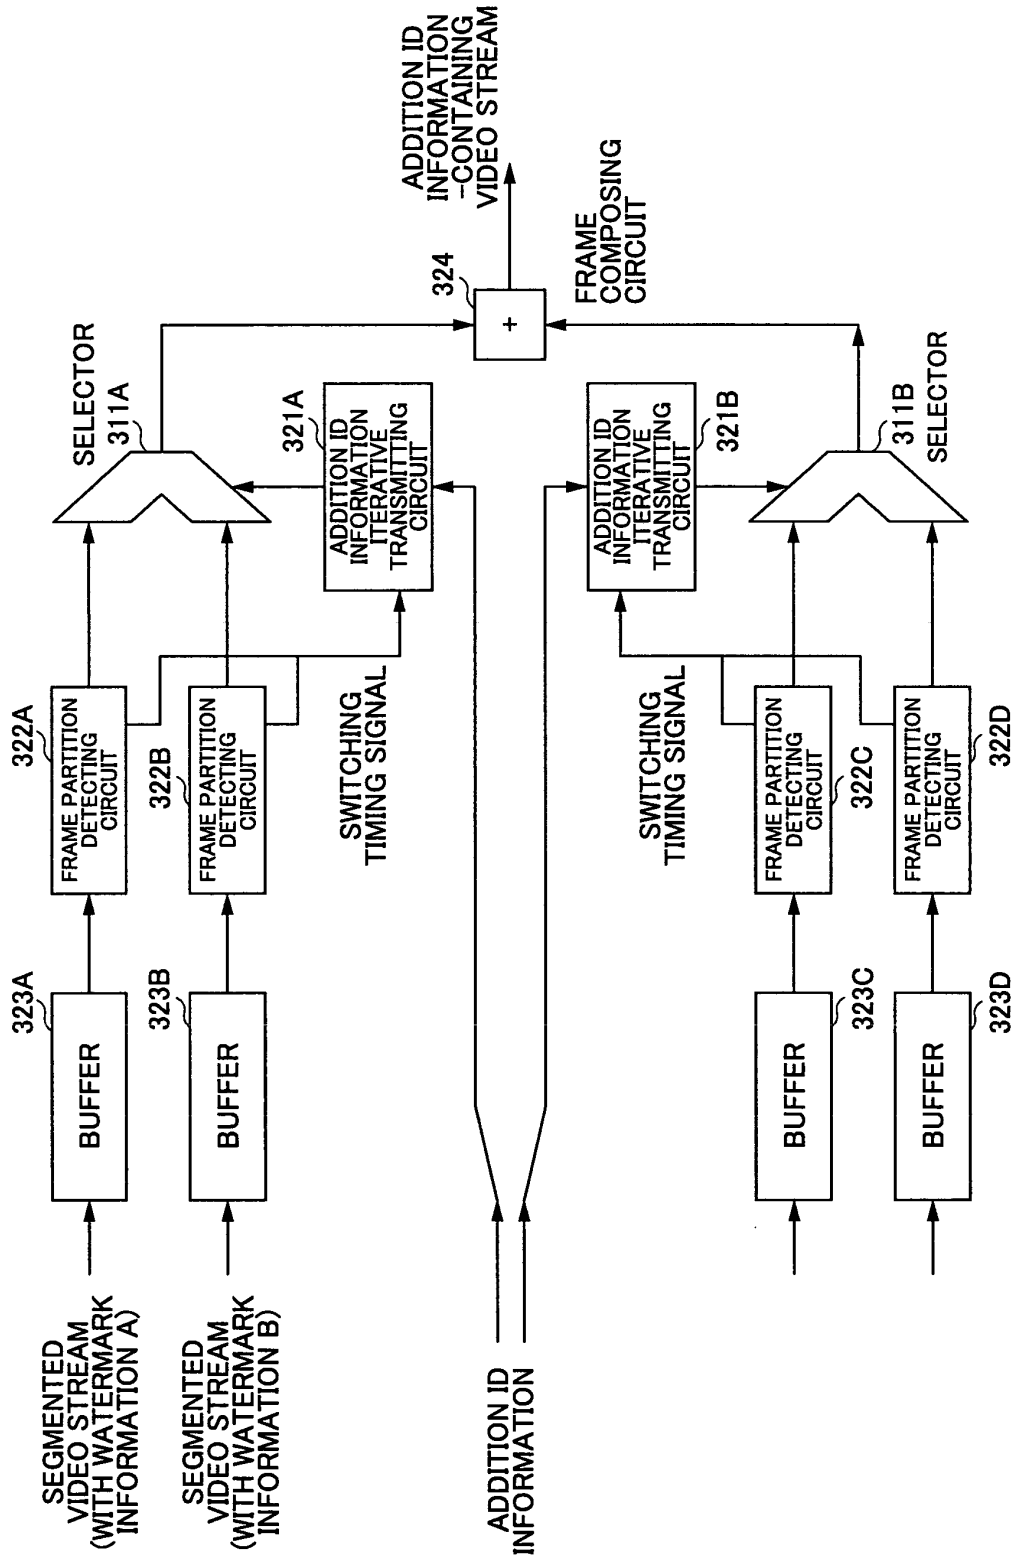 SEGMENTED
VIDEO STREAM
(WITH WATERMARK
INFORMATION A)
323A
BUFFER
322A
FRAME PARTITION
DETECTING
CIRCUIT
SELECTOR
311A
SEGMENTED
VIDEO STREAM
(WITH WATERMARK
INFORMATION B)
323B
BUFFER
322B
FRAME PARTITION
DETECTING
CIRCUIT
SWITCHING
TIMING SIGNAL
321A
ADDITION ID
INFORMATION
ITERATIVE
TRANSMITTING
CIRCUIT
324
+
ADDITION ID
INFORMATION
-CONTAINING
VIDEO STREAM
ADDITION ID
INFORMATION
FRAME
COMPOSING
CIRCUIT
ADDITION ID
INFORMATION
ITERATIVE
TRANSMITTING
CIRCUIT
321B
SWITCHING
TIMING SIGNAL
BUFFER
323C
FRAME PARTITION
DETECTING
CIRCUIT
322C
311B
SELECTOR
BUFFER
323D
FRAME PARTITION
DETECTING
CIRCUIT
322D